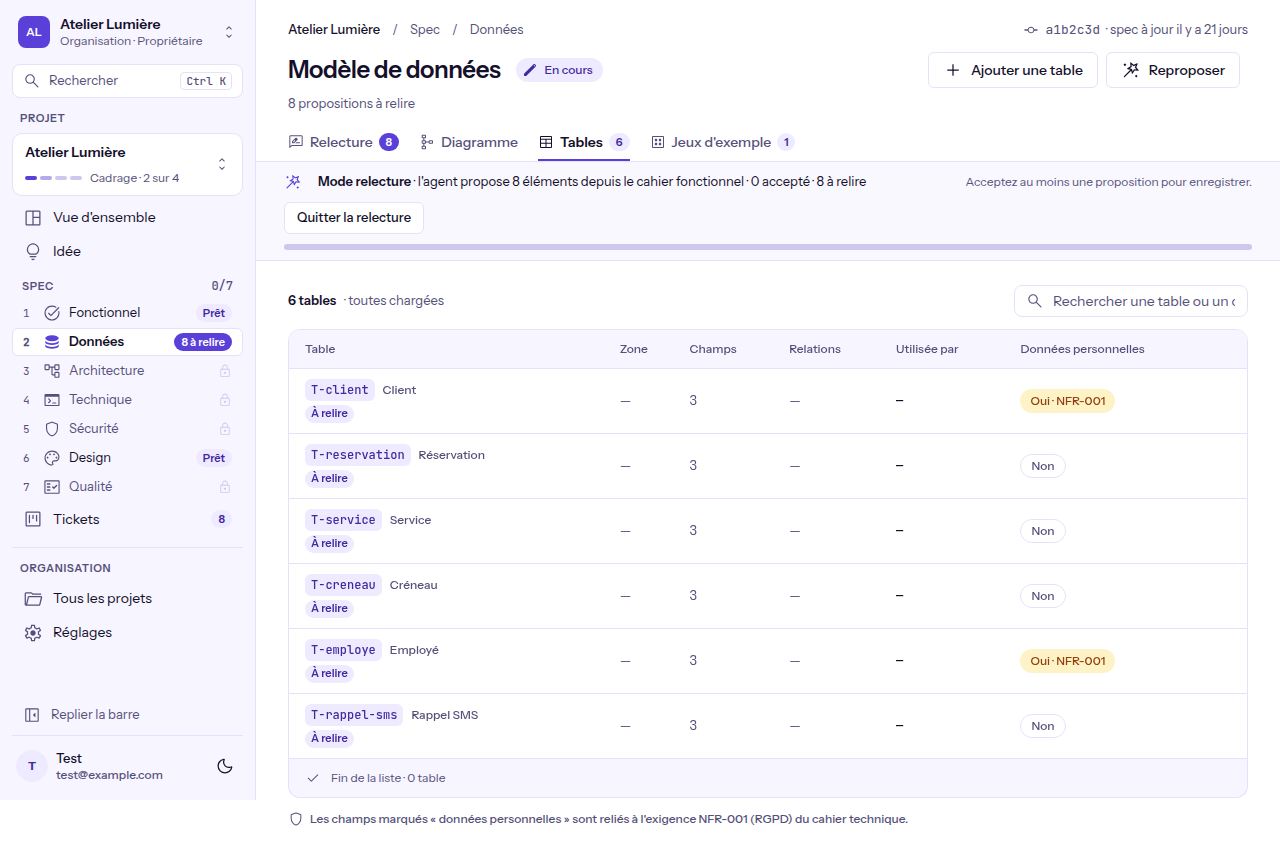 AL
Atelier Lumière
Organisation · Propriétaire
Rechercher
Ctrl K
PROJET
Atelier Lumière
Cadrage · 2 sur 4
Vue d'ensemble
Idée
SPEC 0/7
1 Fonctionnel Prêt
2 Données 8 à relire
3 Architecture
4 Technique
5 Sécurité
6 Design Prêt
7 Qualité
Tickets 8
ORGANISATION
Tous les projets
Réglages
Replier la barre
T
Test
test@example.com
Atelier Lumière / Spec / Données
a1b2c3d · spec à jour il y a 21 jours
Modèle de données
En cours
Ajouter une table
Reproposer
8 propositions à relire
Relecture 8
Diagramme
Tables 6
Jeux d'exemple 1
Mode relecture · l'agent propose 8 éléments depuis le cahier fonctionnel · 0 accepté · 8 à relire
Acceptez au moins une proposition pour enregistrer.
Quitter la relecture
6 tables · toutes chargées
Rechercher une table ou un c
Table Zone Champs Relations Utilisée par Données personnelles
T-client Client
À relire
— 3 — – Oui · NFR-001
T-reservation Réservation
À relire
— 3 — – Non
T-service Service
À relire
— 3 — – Non
T-creneau Créneau
À relire
— 3 — – Non
T-employe Employé
À relire
— 3 — – Oui · NFR-001
T-rappel-sms Rappel SMS
À relire
— 3 — – Non
Fin de la liste · 0 table
Les champs marqués « données personnelles » sont reliés à l'exigence NFR-001 (RGPD) du cahier technique.